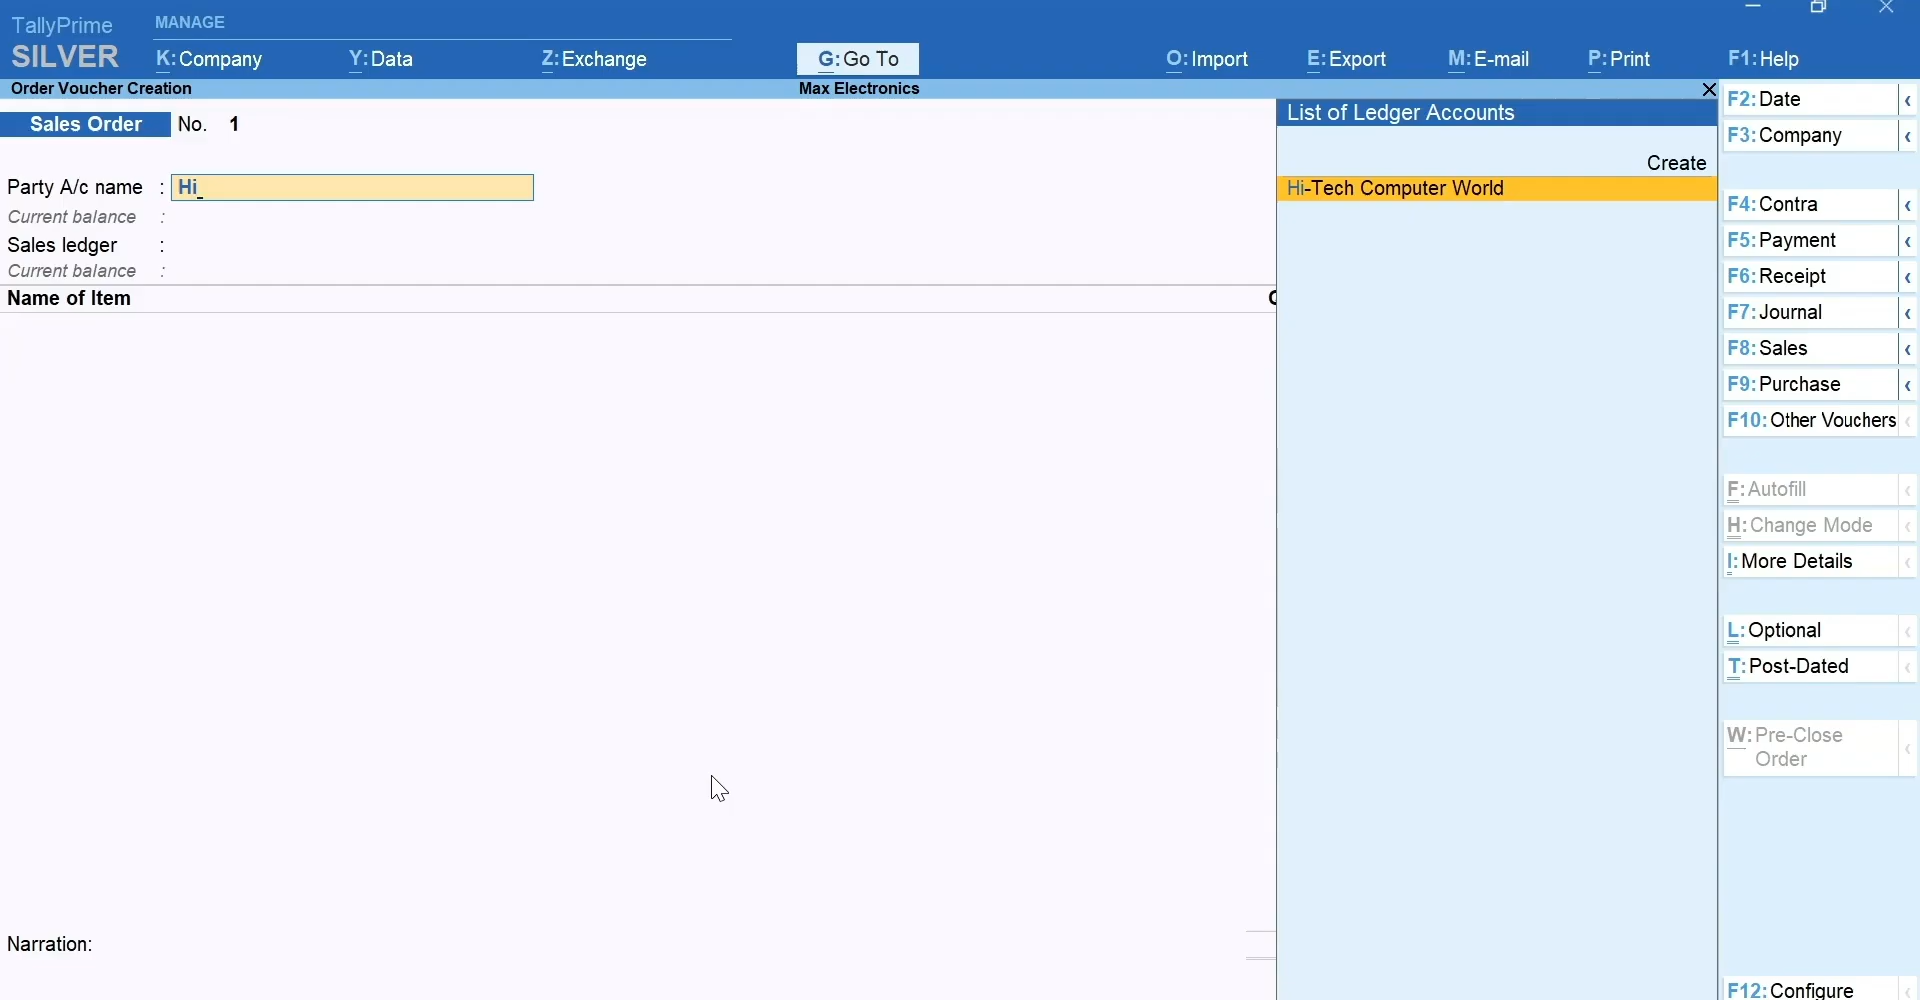 TallyPrime
SILVER
MANAGE
K: Company
Y: Data
Z: Exchange
G: Go To
O: Import
E: Export
M: E-mail
P: Print
F1: Help
Order Voucher Creation
Max Electronics
Sales Order
No. 1
Party A/c name : Hi
Current balance :
Sales ledger :
Current balance :
Name of Item
Narration:
List of Ledger Accounts
Create
Hi-Tech Computer World
F2: Date
F3: Company
F4: Contra
F5: Payment
F6: Receipt
F7: Journal
F8: Sales
F9: Purchase
F10: Other Vouchers
F: Autofill
H: Change Mode
I: More Details
L: Optional
T: Post-Dated
W: Pre-Close
Order
F12: Configure